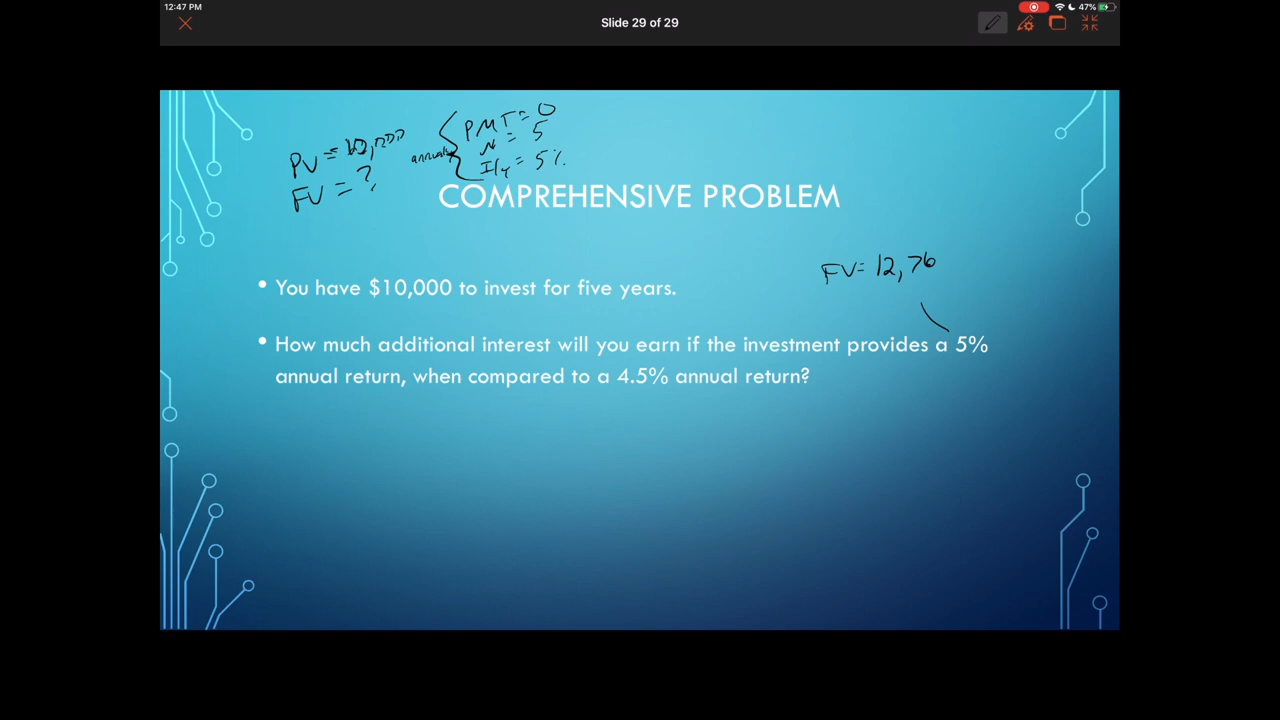 12:47 PM
47%
Slide 29 of 29
PV = 10,000
FV = ?
annually
PMT = 0
N = 5
I/Y = 5%
COMPREHENSIVE PROBLEM
FV = 12,76
• You have $10,000 to invest for five years.
• How much additional interest will you earn if the investment provides a 5%
annual return, when compared to a 4.5% annual return?